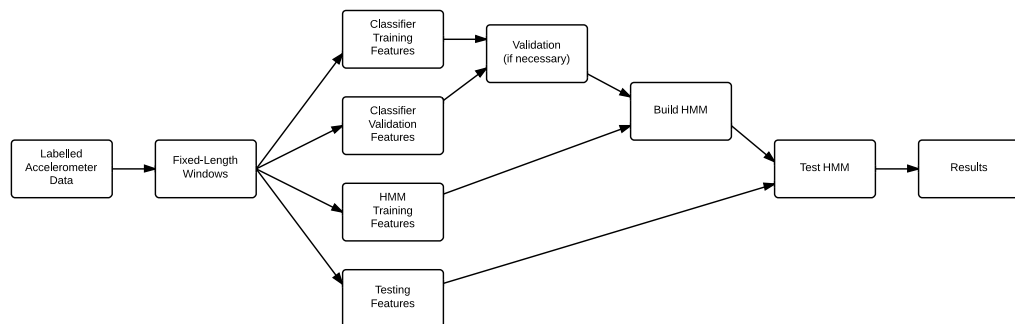 Labelled
Accelerometer
Data
Fixed-Length
Windows
Classifier
Training
Features
Classifier
Validation
Features
HMM
Training
Features
Testing
Features
Validation
(if necessary)
Build HMM
Test HMM
Results